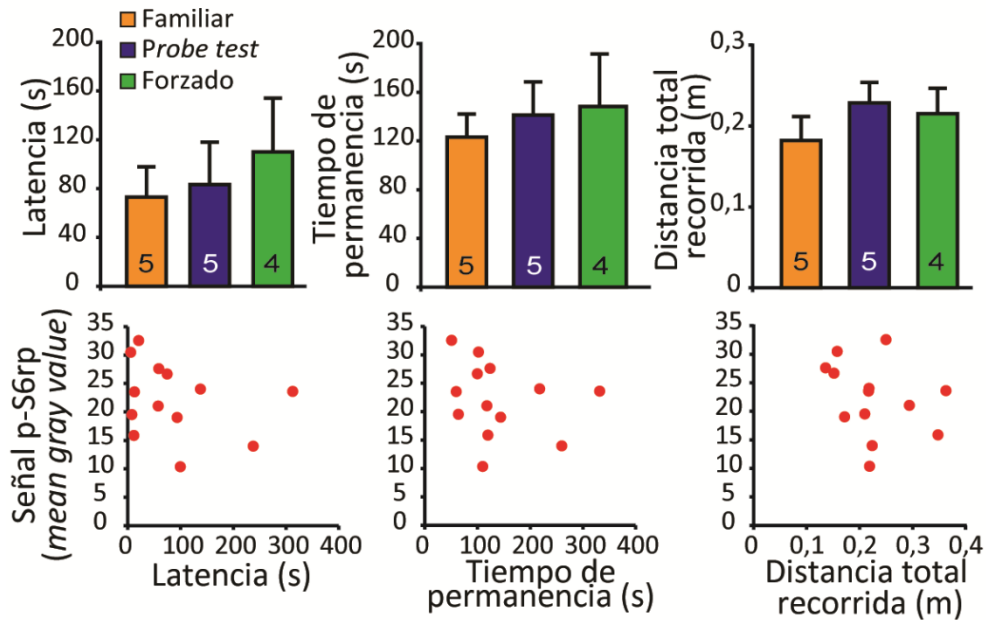 Familiar
Probe test
Forzado
Latencia (s)
200
160
120
80
40
0
5
5
4
Tiempo de
permanencia (s)
200
160
120
80
40
0
5
5
4
Distancia total
recorrida (m)
0,3
0,2
0,1
0
5
5
4
Señal p-S6rp
(mean gray value)
35
30
25
20
15
10
5
0
0 100 200 300 400
Latencia (s)
35
30
25
20
15
10
5
0
0 100 200 300 400
Tiempo de
permanencia (s)
35
30
25
20
15
10
5
0
0 0,1 0,2 0,3 0,4
Distancia total
recorrida (m)